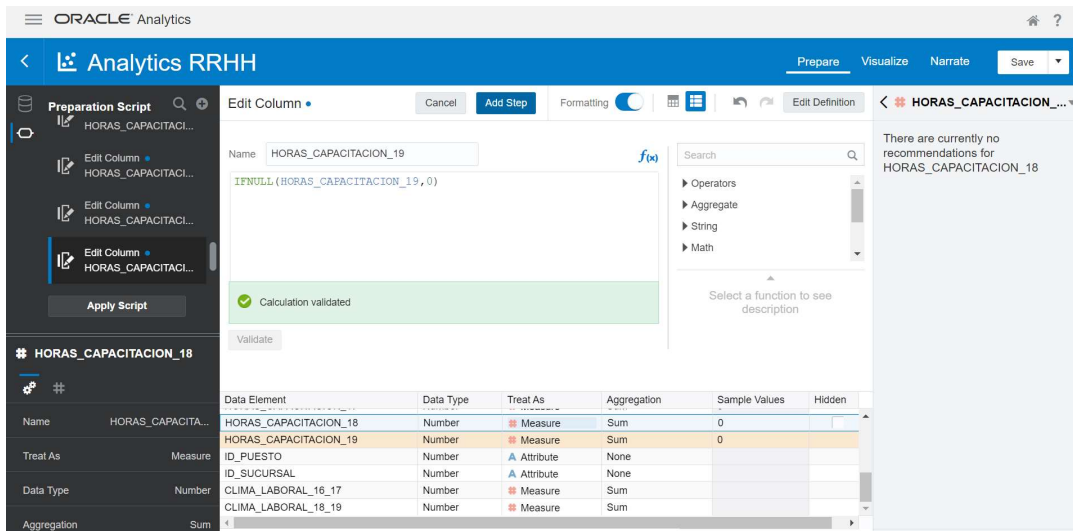 ORACLE Analytics
?
Analytics RRHH
Prepare Visualize Narrate Save
Preparation Script
HORAS_CAPACITACI...
Edit Column
HORAS_CAPACITACI...
Edit Column
HORAS_CAPACITACI...
Edit Column
HORAS_CAPACITACI...
Apply Script
# HORAS_CAPACITACION_18
#
Name HORAS_CAPACITA...
Treat As Measure
Data Type Number
Aggregation Sum
Edit Column
Cancel Add Step Formatting Edit Definition
Name HORAS_CAPACITACION_19
f(x)
IFNULL(HORAS_CAPACITACION_19,0)
Calculation validated
Validate
Search
Operators
Aggregate
String
Math
Select a function to see
description
Data Element Data Type Treat As Aggregation Sample Values Hidden
HORAS_CAPACITACION_18 Number # Measure Sum 0
HORAS_CAPACITACION_19 Number # Measure Sum 0
ID_PUESTO Number A Attribute None
ID_SUCURSAL Number A Attribute None
CLIMA_LABORAL_16_17 Number # Measure Sum
CLIMA_LABORAL_18_19 Number # Measure Sum
# HORAS_CAPACITACION_...
There are currently no
recommendations for
HORAS_CAPACITACION_18